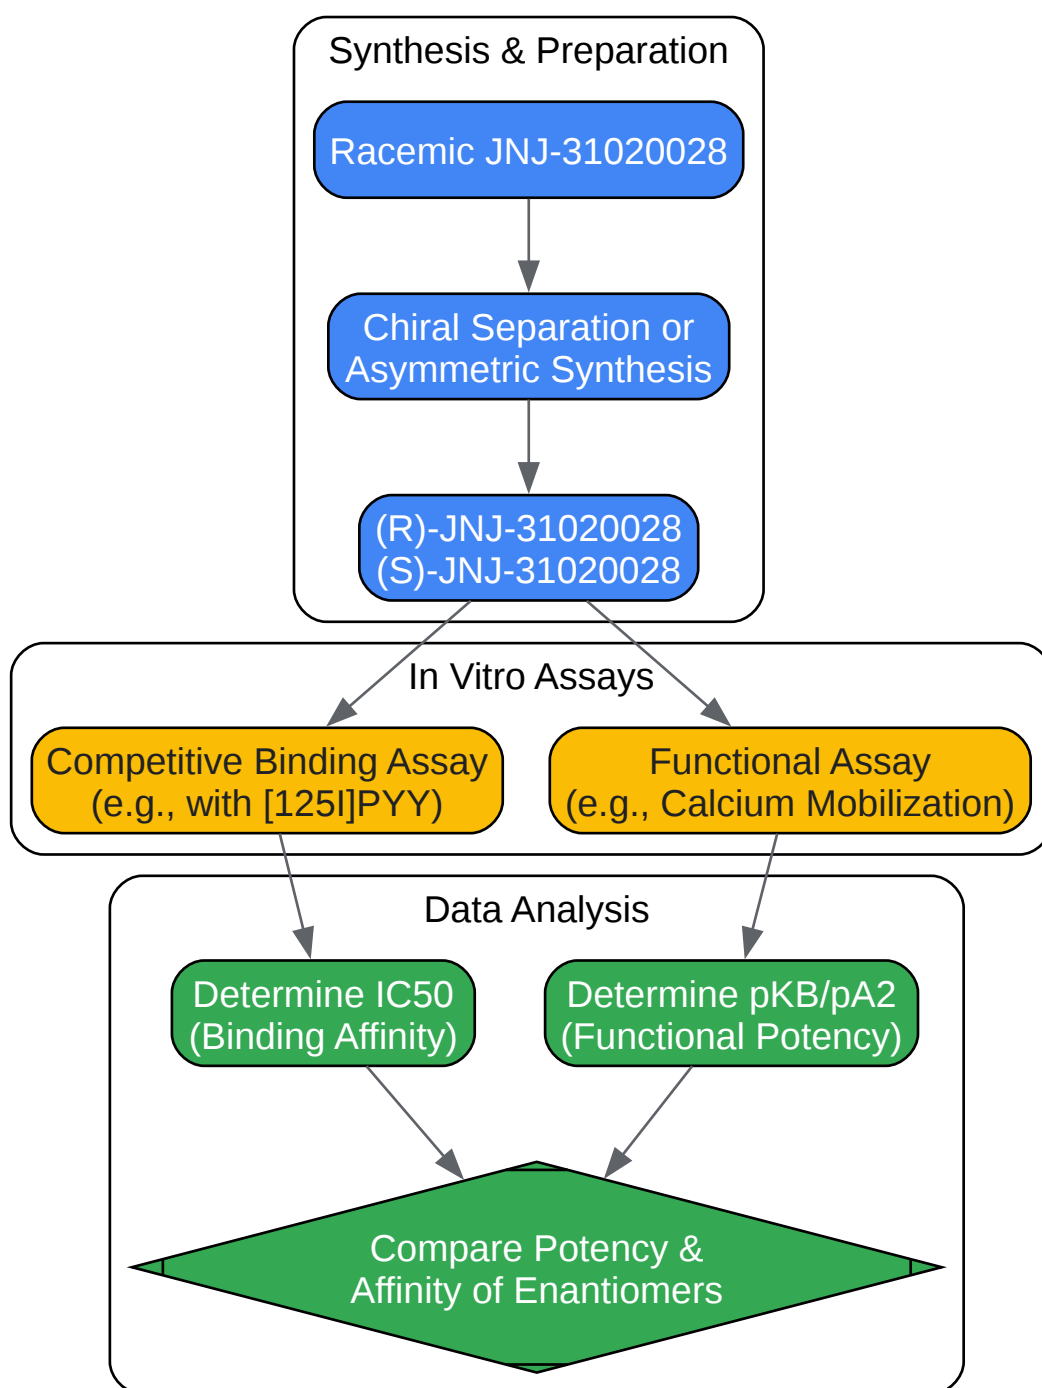 Synthesis & Preparation
Racemic JNJ-31020028
Chiral Separation or
Asymmetric Synthesis
(R)-JNJ-31020028
(S)-JNJ-31020028
In Vitro Assays
Competitive Binding Assay
(e.g., with [125I]PYY)
Functional Assay
(e.g., Calcium Mobilization)
Data Analysis
Determine IC50
(Binding Affinity)
Determine pKB/pA2
(Functional Potency)
Compare Potency &
Affinity of Enantiomers